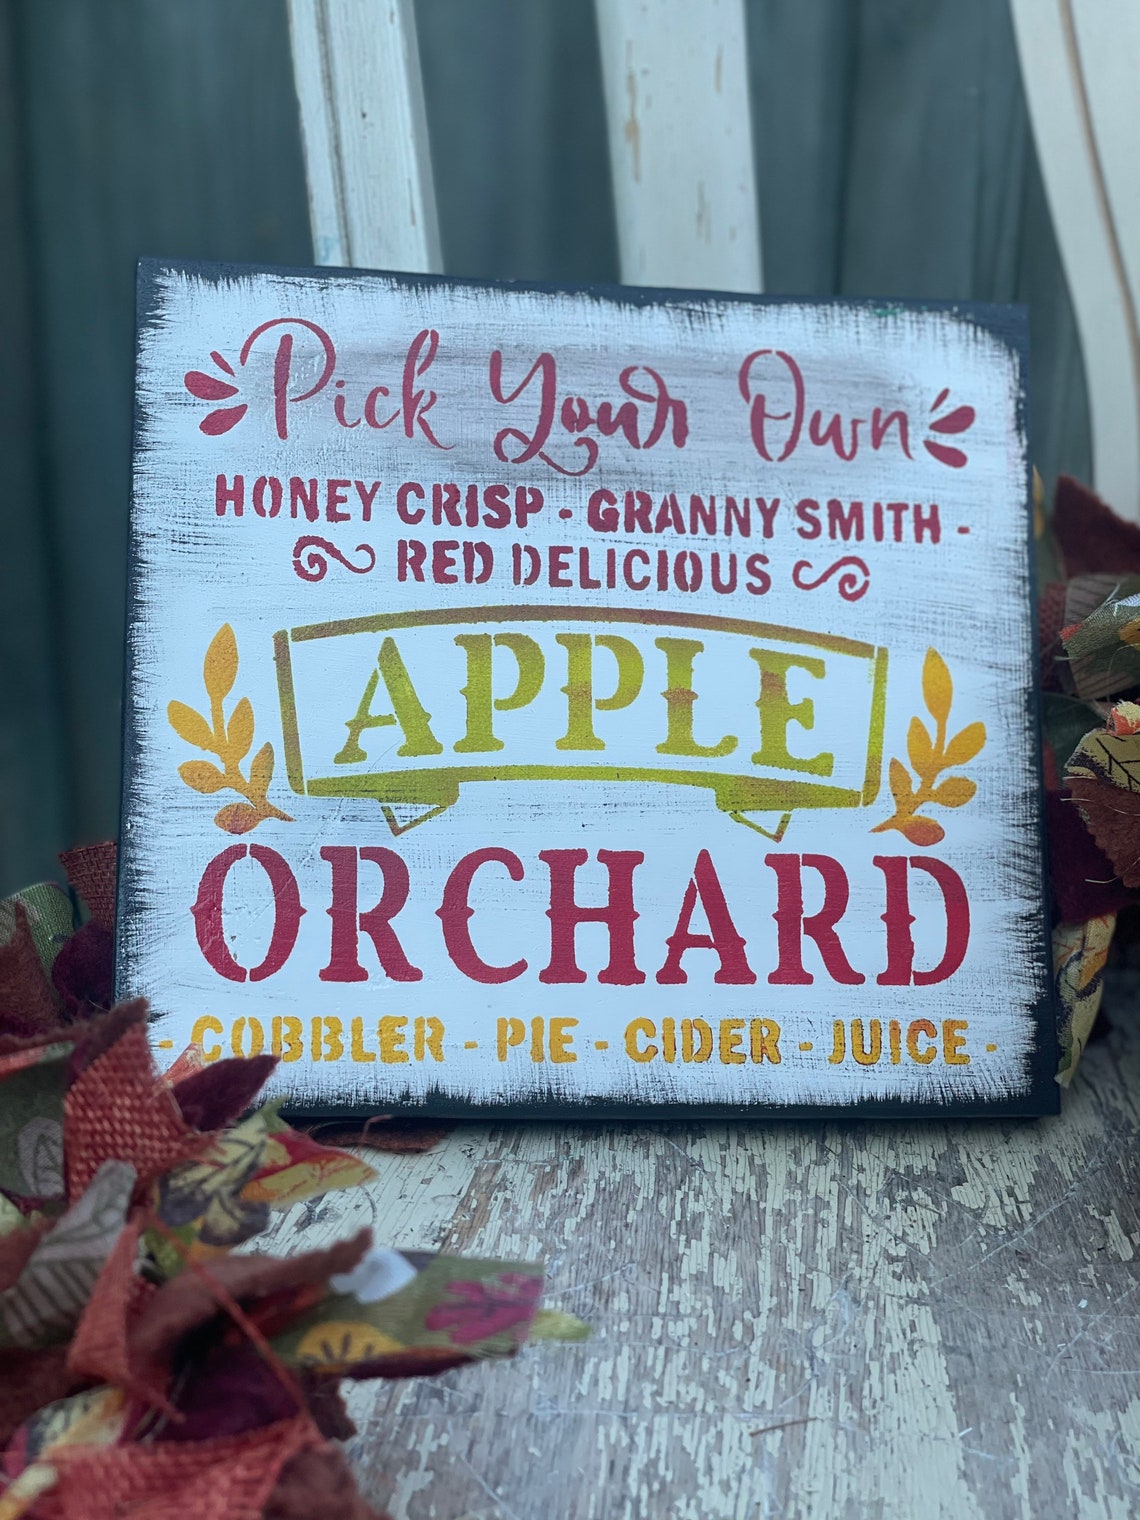 Pick Your Own
HONEY CRISP - GRANNY SMITH -
RED DELICIOUS
APPLE
ORCHARD
- COBBLER - PIE - CIDER - JUICE -